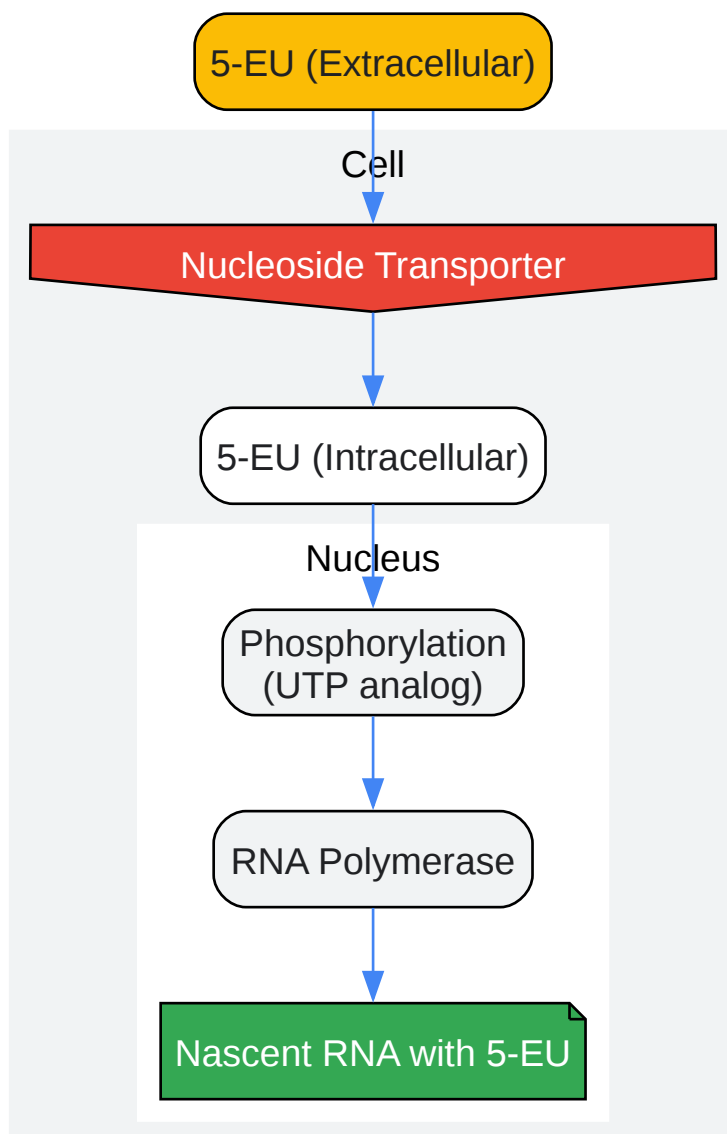 5-EU (Extracellular)
Cell
Nucleoside Transporter
5-EU (Intracellular)
Nucleus
Phosphorylation
(UTP analog)
RNA Polymerase
Nascent RNA with 5-EU